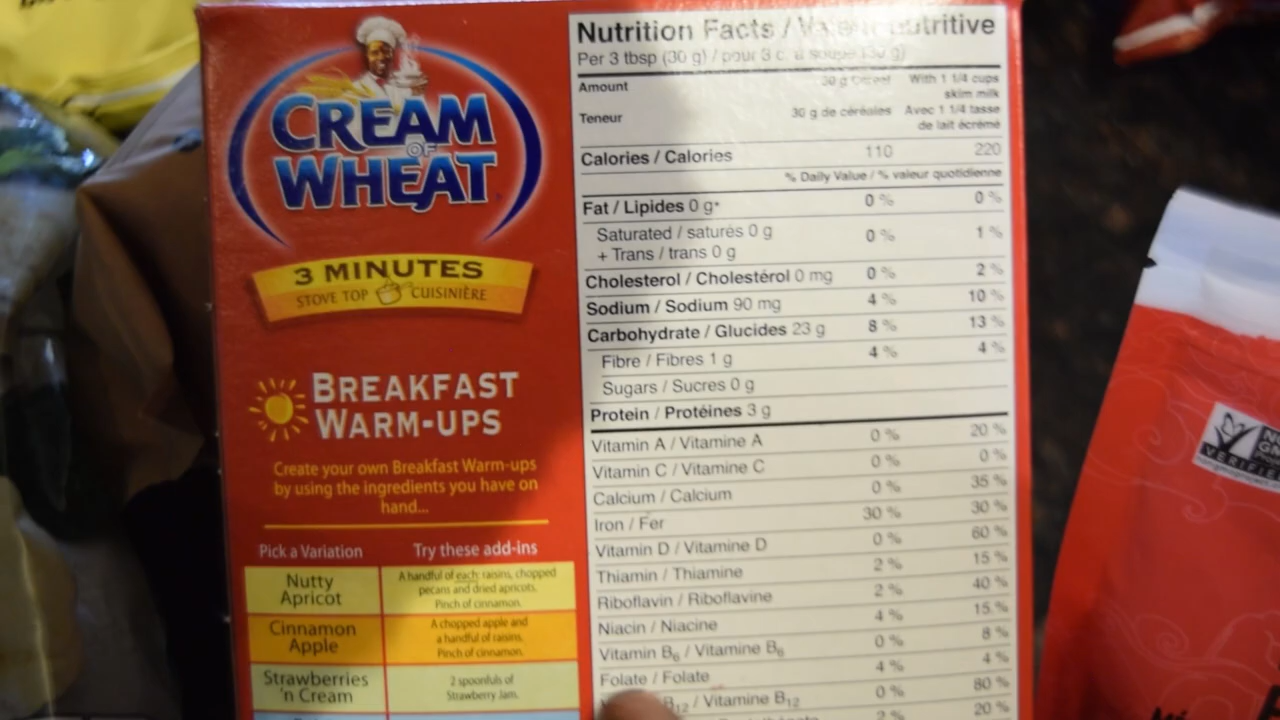 CREAM
OF
WHEAT
3 MINUTES
STOVE TOP CUISINIÈRE
BREAKFAST
WARM-UPS
Create your own Breakfast Warm-ups
by using the ingredients you have on
hand...
Pick a Variation Try these add-ins
Nutty
Apricot
A handful of each: raisins, chopped
pecans and dried apricots.
Pinch of cinnamon.
Cinnamon
Apple
A chopped apple and
a handful of raisins.
Pinch of cinnamon.
Strawberries
'n Cream
2 spoonfuls of
Strawberry Jam.
Nutrition Facts / Valeur nutritive
Per 3 tbsp (30 g) / pour 3 c. à soupe (30 g)
Amount 30 g Cereal With 1 1/4 cups
skim milk
Teneur 30 g de céréales Avec 1 1/4 tasse
de lait écrémé
Calories / Calories 110 220
% Daily Value / % valeur quotidienne
Fat / Lipides 0 g* 0 % 0 %
Saturated / saturés 0 g 0 % 1 %
+ Trans / trans 0 g
Cholesterol / Cholestérol 0 mg 0 % 2 %
Sodium / Sodium 90 mg 4 % 10 %
Carbohydrate / Glucides 23 g 8 % 13 %
Fibre / Fibres 1 g 4 % 4 %
Sugars / Sucres 0 g
Protein / Protéines 3 g
Vitamin A / Vitamine A 0 % 20 %
Vitamin C / Vitamine C 0 % 0 %
Calcium / Calcium 0 % 35 %
Iron / Fer 30 % 30 %
Vitamin D / Vitamine D 0 % 60 %
Thiamin / Thiamine 2 % 15 %
Riboflavin / Riboflavine 2 % 40 %
Niacin / Niacine 4 % 15 %
Vitamin B6 / Vitamine B6 0 % 8 %
Folate / Folate 4 % 4 %
B12 / Vitamine B12 0 % 80 %
2 % 20 %
VERIFIE